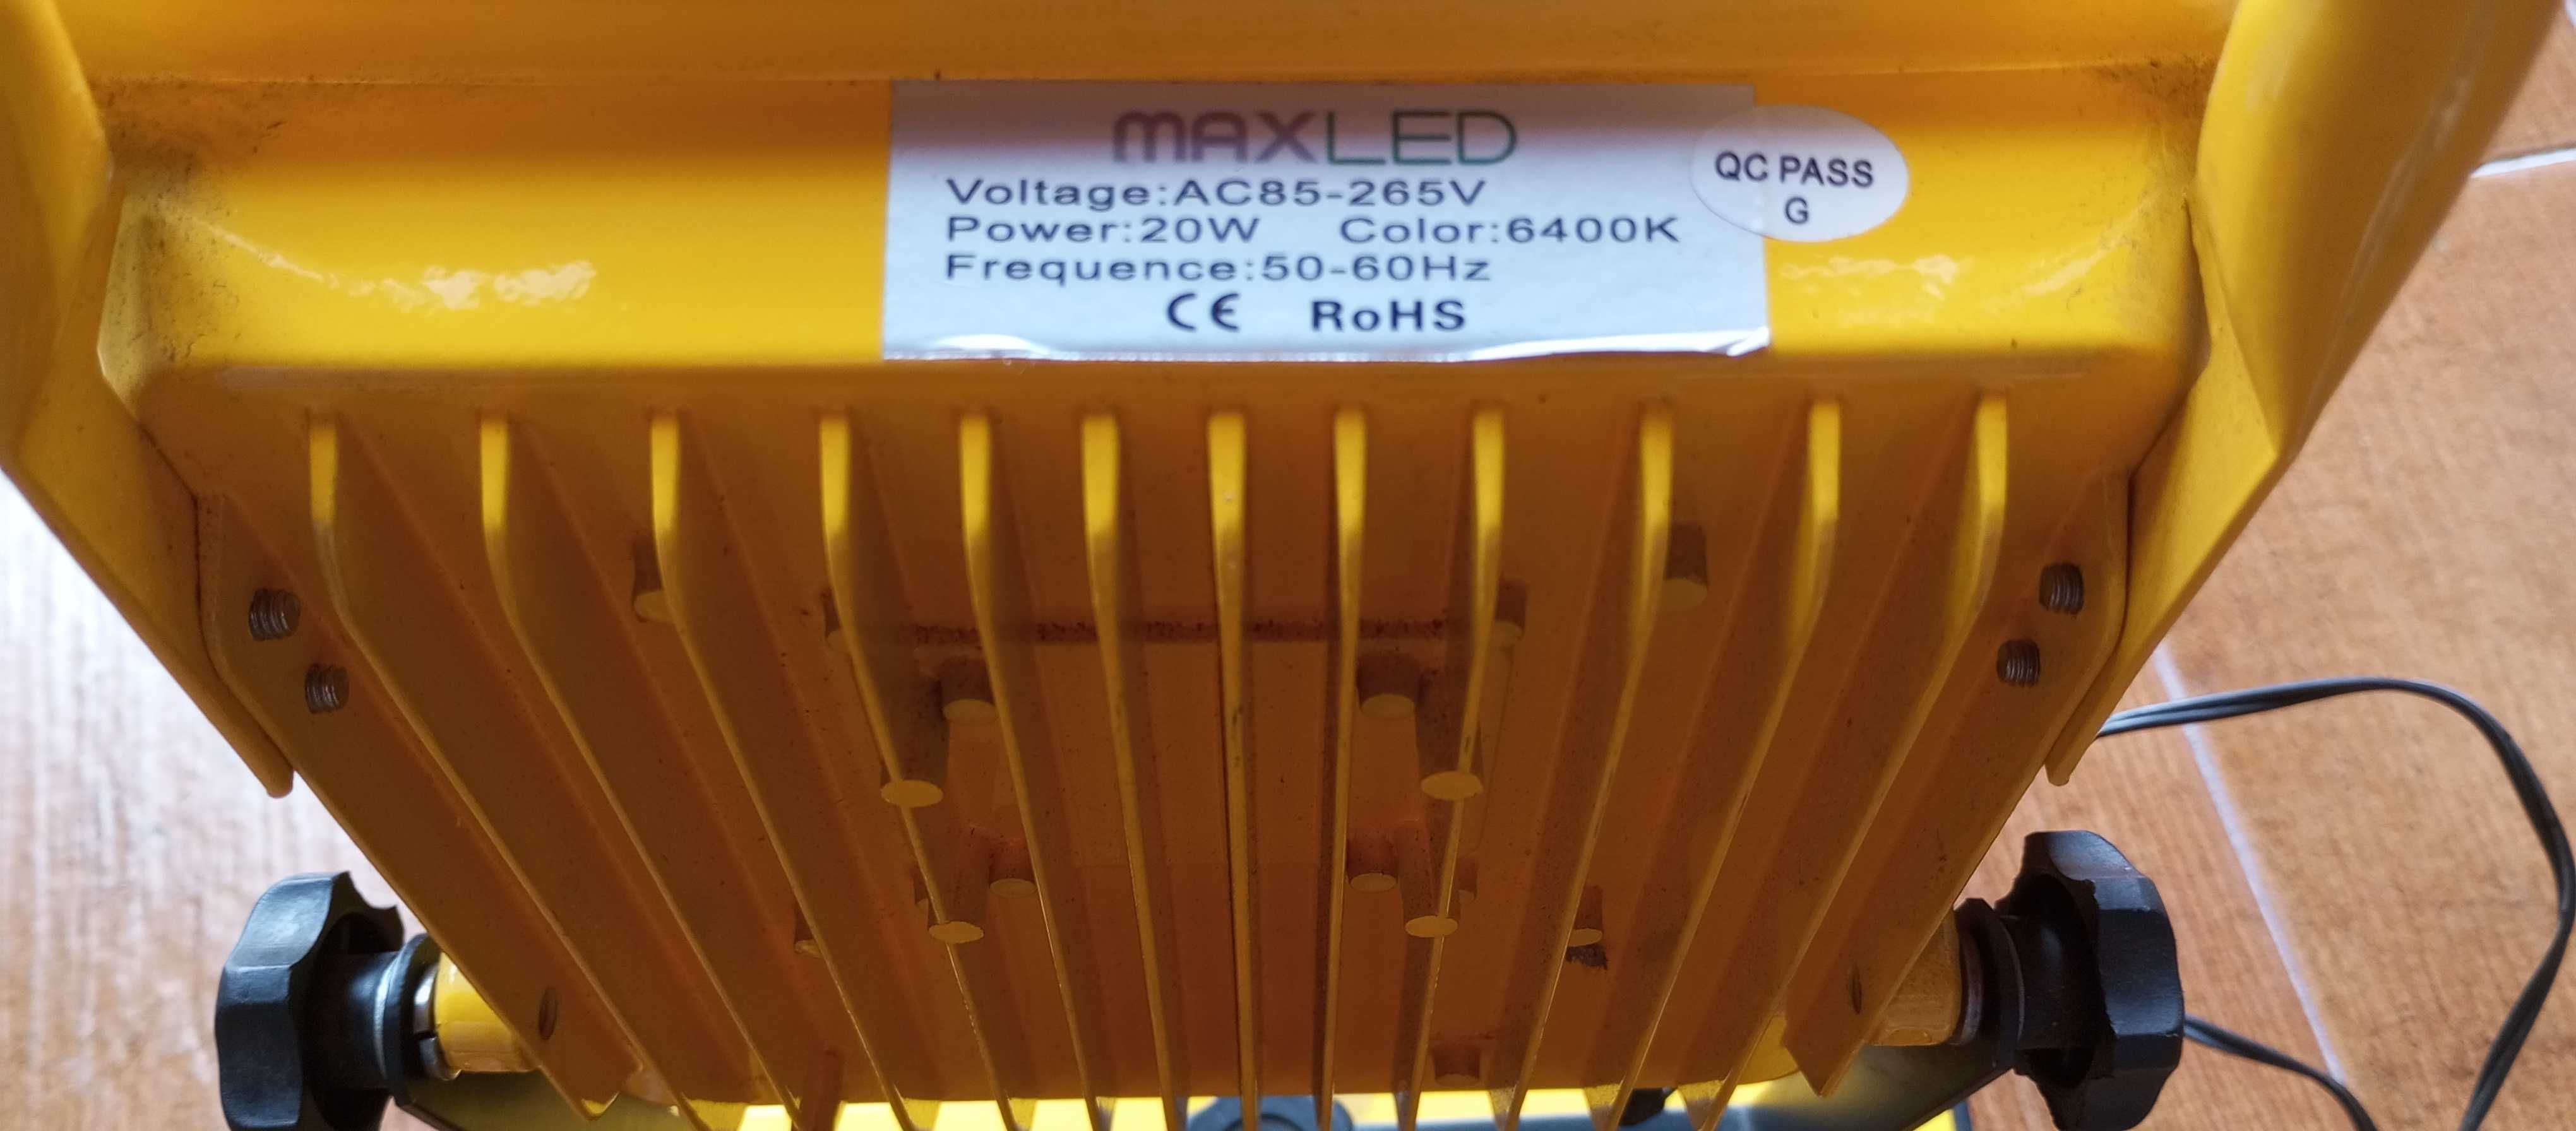 MAXLED
Voltage:AC85-265V
Power:20W Color:6400K
Frequence:50-60Hz
CE RoHS
QC PASS
G